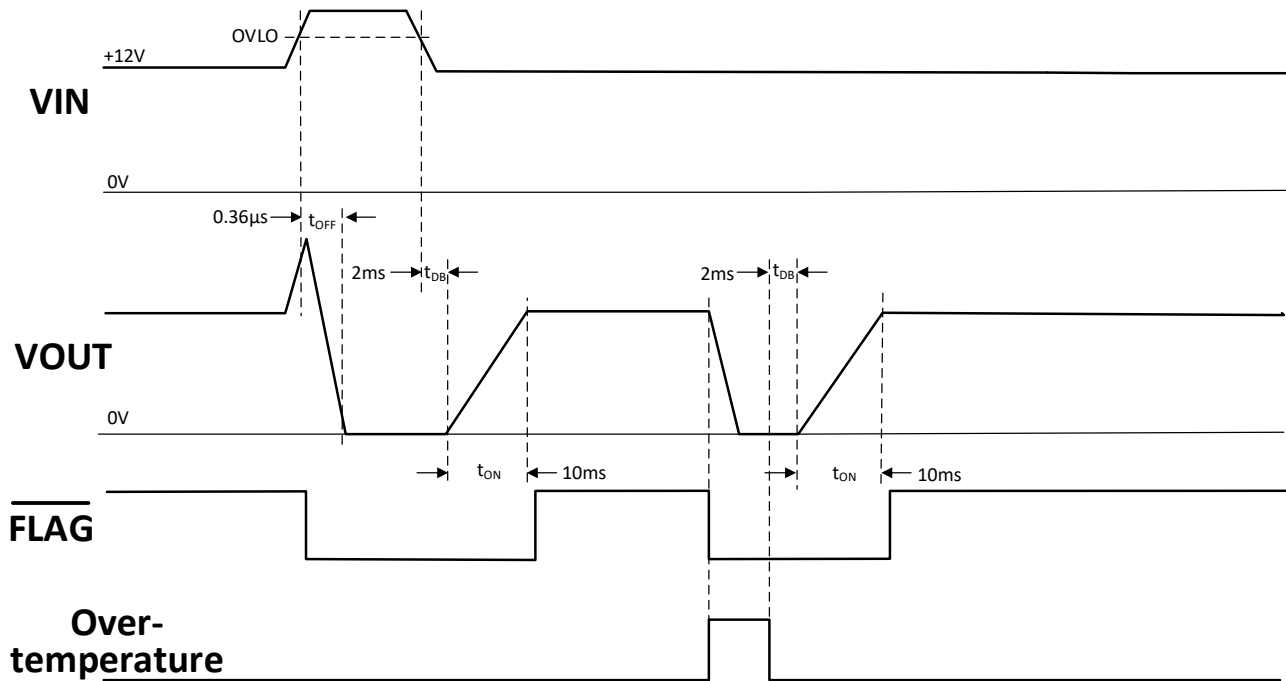 OVLO
+12V
VIN
0V
0.36µs
tOFF
2ms
tDB
2ms
tDB
VOUT
0V
tON
10ms
tON
10ms
FLAG
Over-
temperature